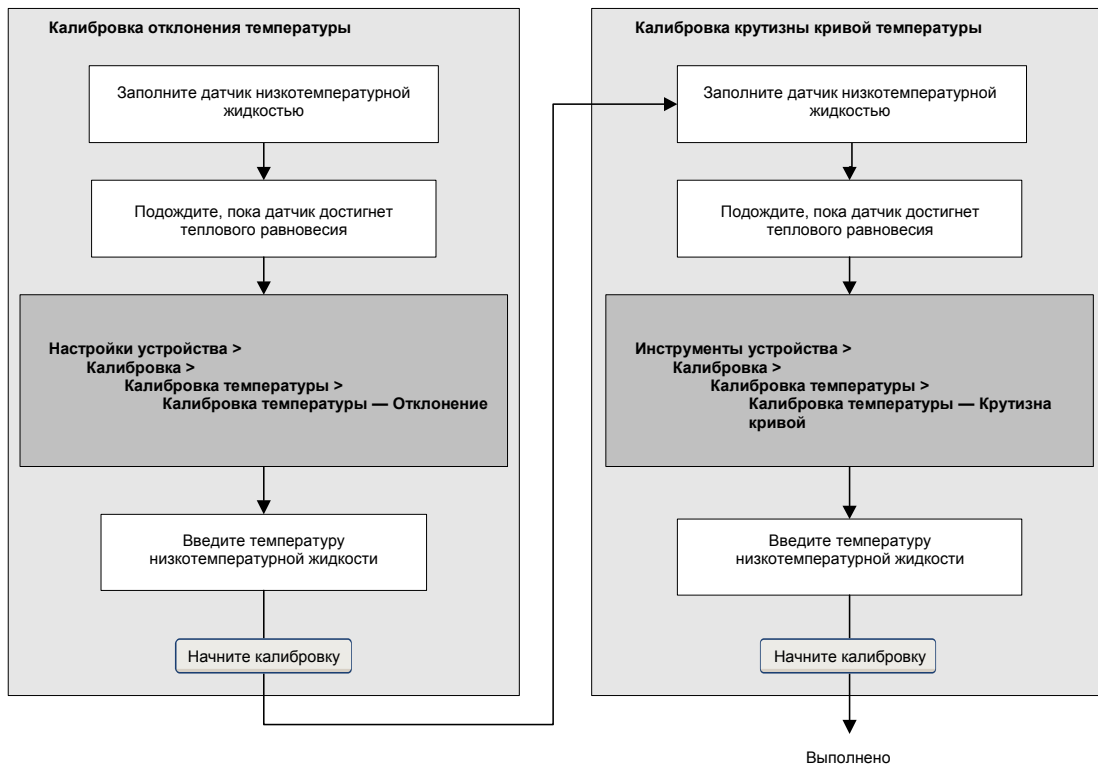 Калибровка отклонения температуры
Заполните датчик низкотемпературной
жидкостью
Подождите, пока датчик достигнет
теплового равновесия
Настройки устройства >
Калибровка >
Калибровка температуры >
Калибровка температуры — Отклонение
Введите температуру
низкотемпературной жидкости
Начните калибровку
Калибровка крутизны кривой температуры
Заполните датчик низкотемпературной
жидкостью
Подождите, пока датчик достигнет
теплового равновесия
Инструменты устройства >
Калибровка >
Калибровка температуры >
Калибровка температуры — Крутизна
кривой
Введите температуру
низкотемпературной жидкости
Начните калибровку
Выполнено